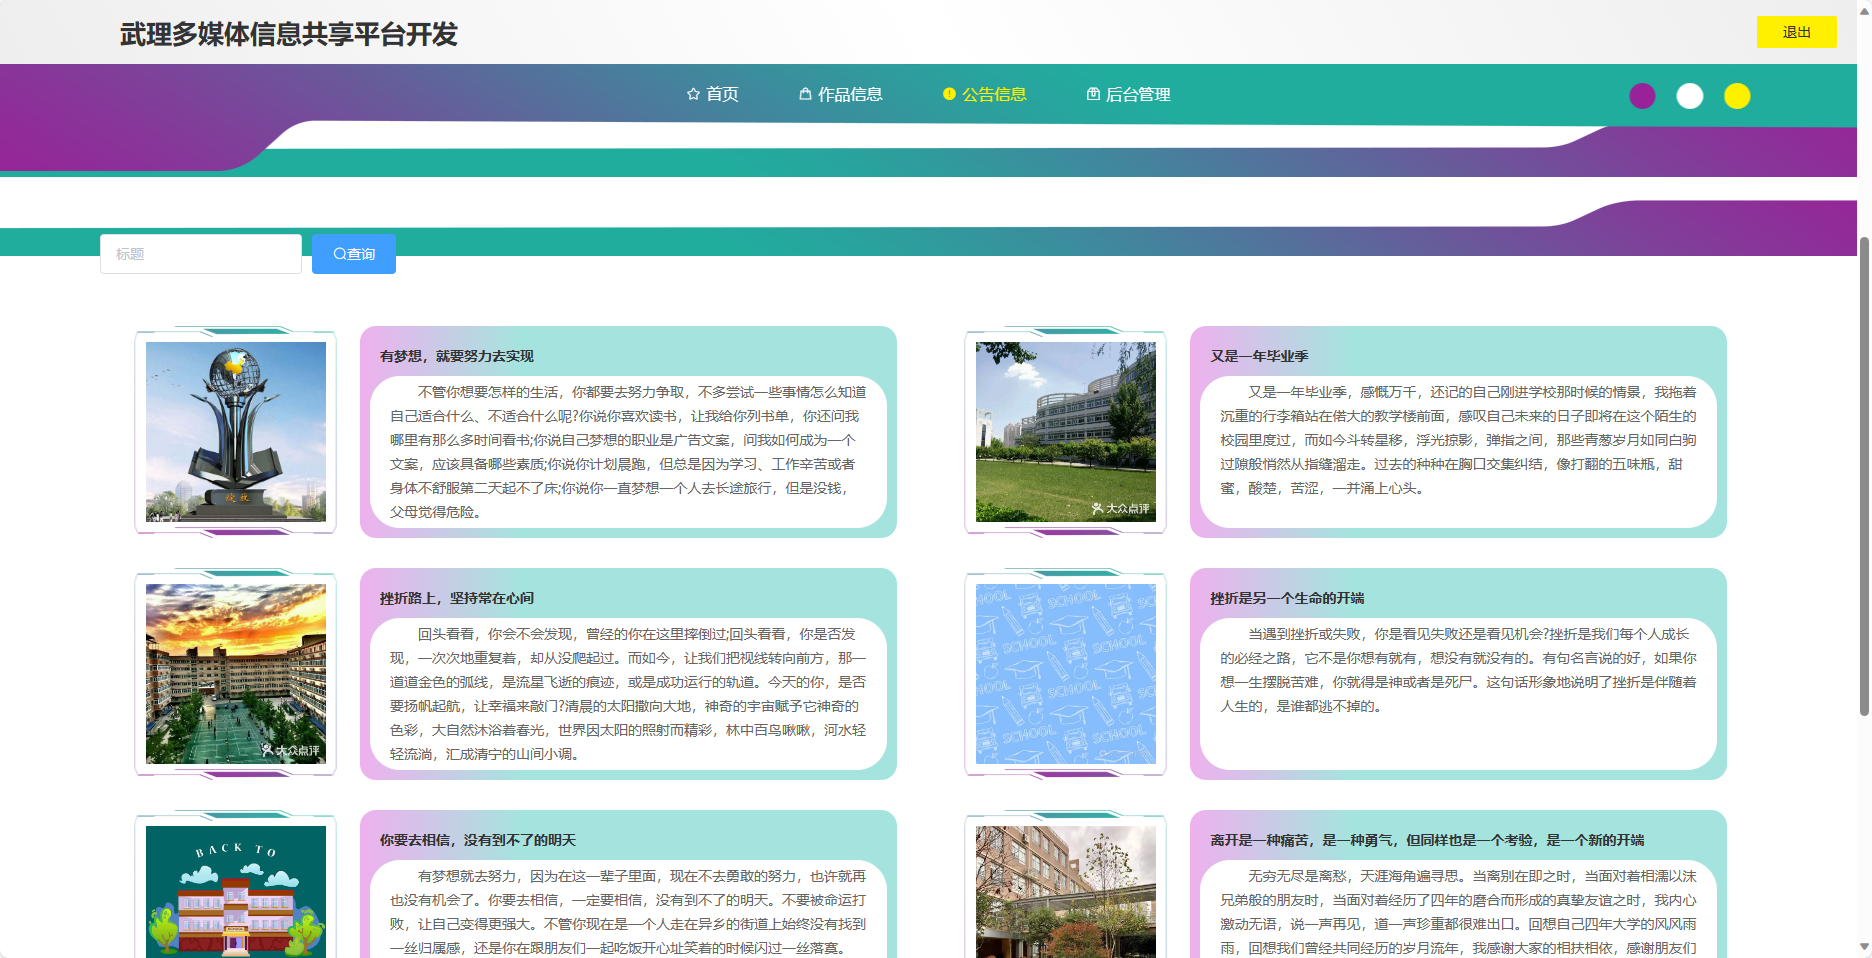 武理多媒体信息共享平台开发
退出
首页
作品信息
公告信息
后台管理
标题
查询
有梦想，就要努力去实现
不管你想要怎样的生活，你都要去努力争取，不多尝试一些事情怎么知道
自己适合什么、不适合什么呢?你说你喜欢读书，让我给你列书单，你还问我
哪里有那么多时间看书;你说自己梦想的职业是广告文案，问我如何成为一个
文案，应该具备哪些素质;你说你计划晨跑，但总是因为学习、工作辛苦或者
身体不舒服第二天起不了床;你说你一直梦想一个人去长途旅行，但是没钱，
父母觉得危险。
又是一年毕业季
又是一年毕业季，感慨万千，还记的自己刚进学校那时候的情景，我拖着
沉重的行李箱站在偌大的教学楼前面，感叹自己未来的日子即将在这个陌生的
校园里度过，而如今斗转星移，浮光掠影，弹指之间，那些青葱岁月如同白驹
过隙般悄然从指缝溜走。过去的种种在胸口交集纠结，像打翻的五味瓶，甜
蜜，酸楚，苦涩，一并涌上心头。
大众点评
挫折路上，坚持常在心间
回头看看，你会不会发现，曾经的你在这里摔倒过;回头看看，你是否发
现，一次次地重复着，却从没爬起过。而如今，让我们把视线转向前方，那一
道道金色的弧线，是流星飞逝的痕迹，或是成功运行的轨道。今天的你，是否
要扬帆起航，让幸福来敲门?清晨的太阳撒向大地，神奇的宇宙赋予它神奇的
色彩，大自然沐浴着春光，世界因太阳的照射而精彩，林中百鸟啾啾，河水轻
轻流淌，汇成清宁的山间小调。
大众点评
挫折是另一个生命的开端
当遇到挫折或失败，你是看见失败还是看见机会?挫折是我们每个人成长
的必经之路，它不是你想有就有，想没有就没有的。有句名言说的好，如果你
想一生摆脱苦难，你就得是神或者是死尸。这句话形象地说明了挫折是伴随着
人生的，是谁都逃不掉的。
SCHOOL
SCHOOL
SCHOOL
SCHOOL
SCHOOL
SCHOOL
你要去相信，没有到不了的明天
有梦想就去努力，因为在这一辈子里面，现在不去勇敢的努力，也许就再
也没有机会了。你要去相信，一定要相信，没有到不了的明天。不要被命运打
败，让自己变得更强大。不管你现在是一个人走在异乡的街道上始终没有找到
一丝归属感，还是你在跟朋友们一起吃饭开心址笑着的时候闪过一丝落寞。
BACK TO
离开是一种痛苦，是一种勇气，但同样也是一个考验，是一个新的开端
无穷无尽是离愁，天涯海角遍寻思。当离别在即之时，当面对着相濡以沫
兄弟般的朋友时，当面对着经历了四年的磨合而形成的真挚友谊之时，我内心
激动无语，说一声再见，道一声珍重都很难出口。回想自己四年大学的风风雨
雨，回想我们曾经共同经历的岁月流年，我感谢大家的相扶相依，感谢朋友们